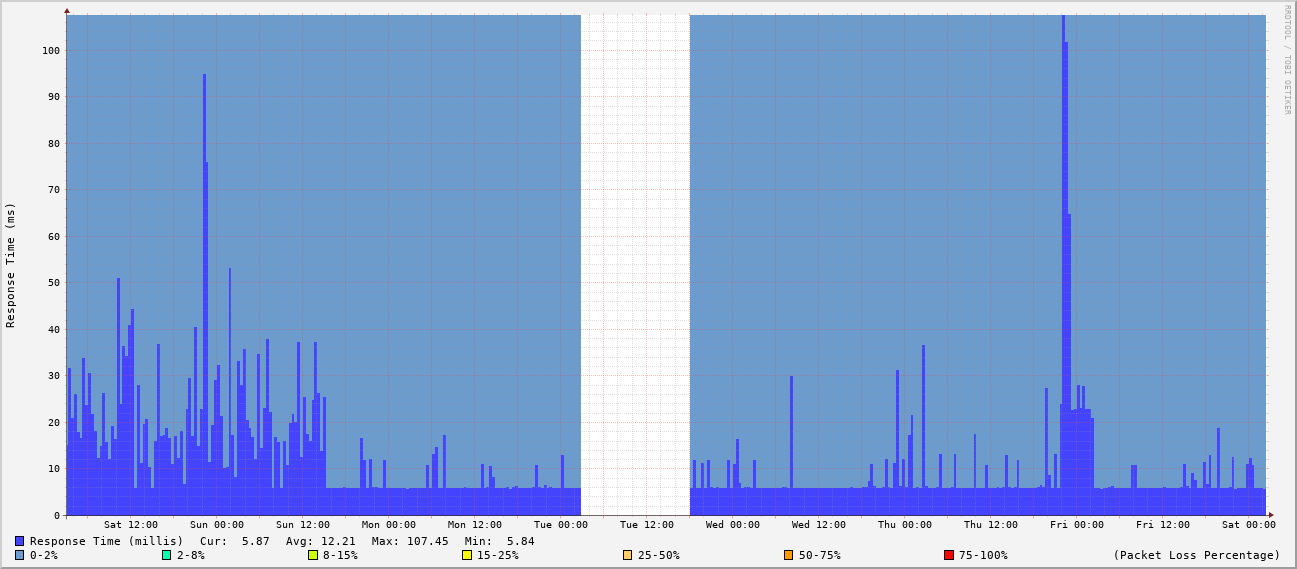 RRDTOOL / TOBI OETIKER
Response Time (ms)
100
90
80
70
60
50
40
30
20
10
0
Sat 12:00 Sun 00:00 Sun 12:00 Mon 00:00 Mon 12:00 Tue 00:00 Tue 12:00 Wed 00:00 Wed 12:00 Thu 00:00 Thu 12:00 Fri 00:00 Fri 12:00 Sat 00:00
Response Time (millis) Cur: 5.87 Avg: 12.21 Max: 107.45 Min: 5.84
0-2% 2-8% 8-15% 15-25% 25-50% 50-75% 75-100% (Packet Loss Percentage)